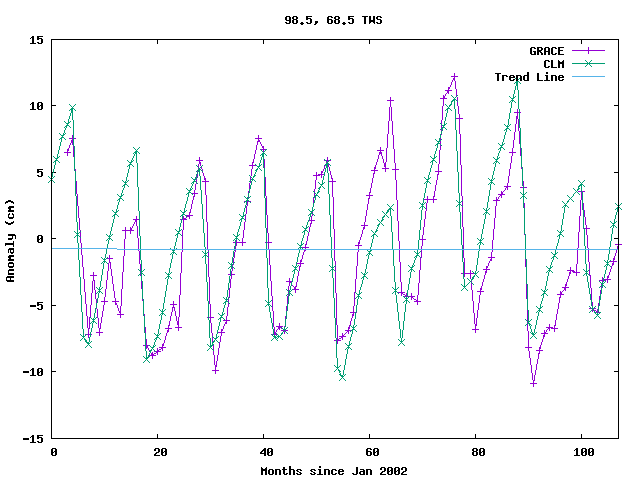 98.5, 68.5 TWS
15
GRACE
CLM
Trend Line
10
5
0
-5
-10
-15
Anomaly (cm)
0 20 40 60 80 100
Months since Jan 2002